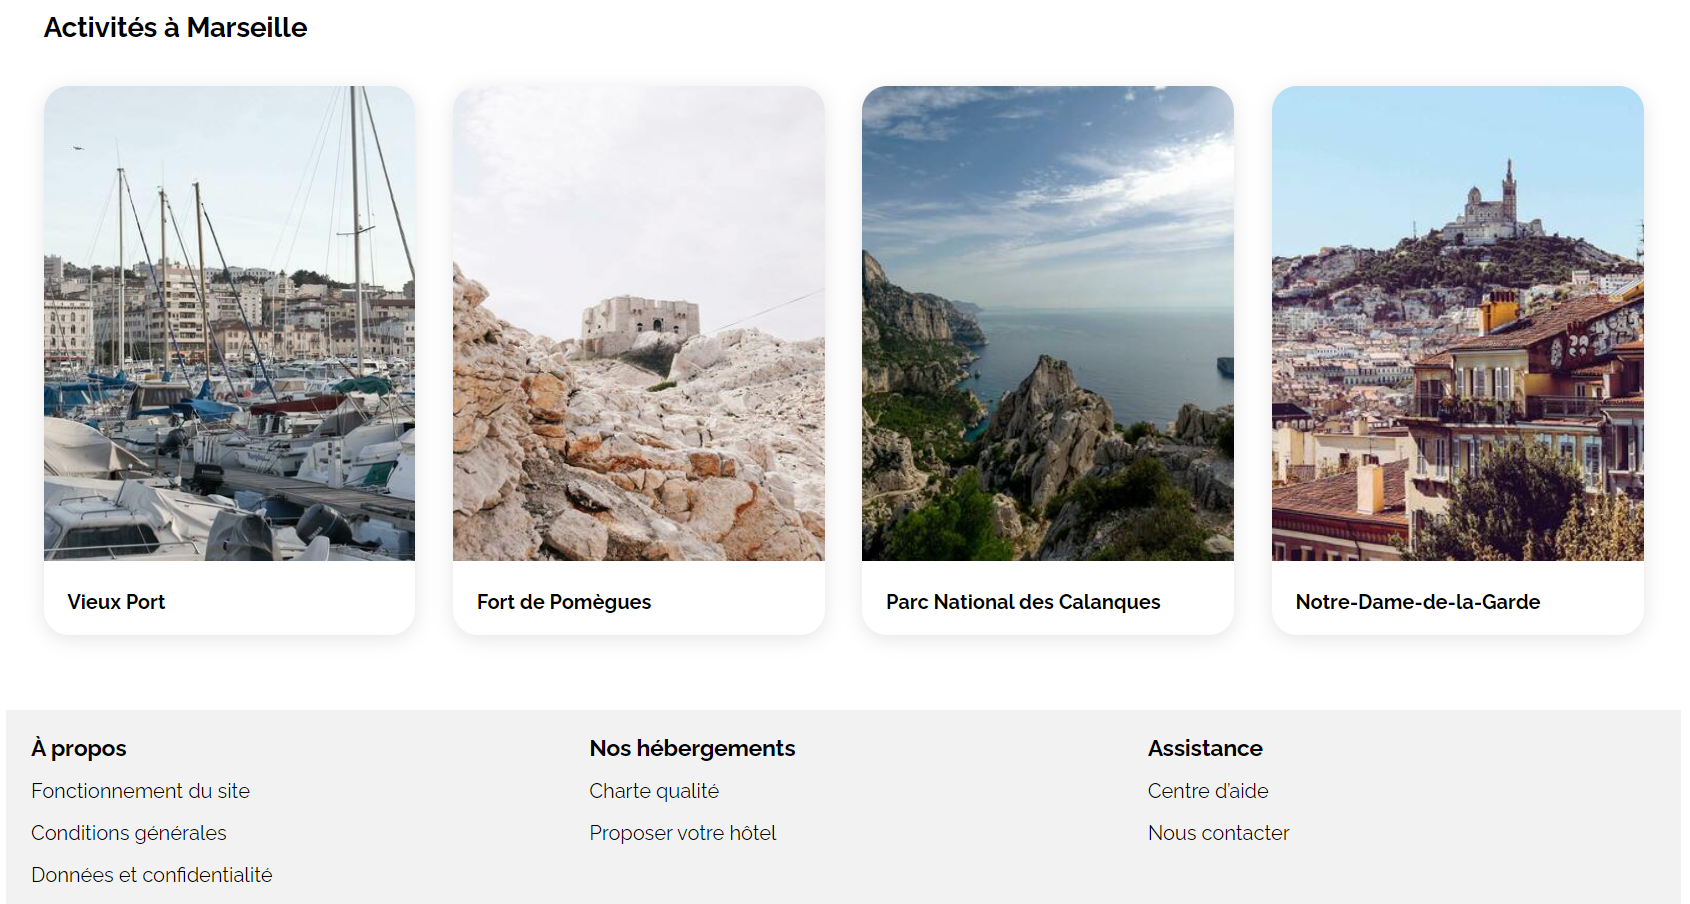 Activités à Marseille
Vieux Port
Fort de Pomègues
Parc National des Calanques
Notre-Dame-de-la-Garde
À propos
Fonctionnement du site
Conditions générales
Données et confidentialité
Nos hébergements
Charte qualité
Proposer votre hôtel
Assistance
Centre d'aide
Nous contacter